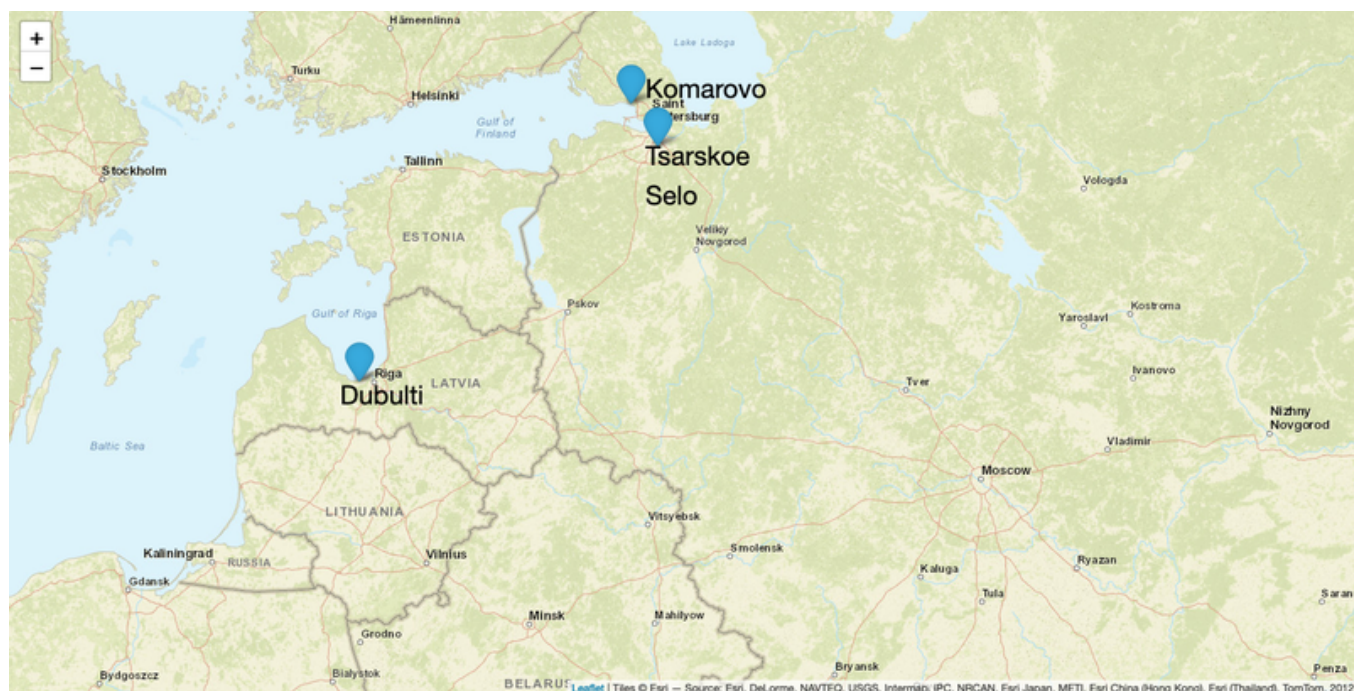 +
−
Hämeenlinna
Lake Ladoga
Turku
Helsinki
Komarovo
Saint
tersburg
Gulf of
Finland
Tallinn
Tsarskoe
Selo
Stockholm
Vologda
Velikiy
Novgorod
ESTONIA
Pskov
Kostroma
Gulf of Riga
Yaroslavl
Riga
LATVIA
Dubulti
Tver
Ivanovo
Nizhny
Novgorod
Baltic Sea
Vladimir
Moscow
LITHUANIA
Vitsyebsk
Kaliningrad
RUSSIA
Vilnius
Smolensk
Gdansk
Kaluga
Ryazan
Tula
Saran
Minsk
Mahilyow
Grodno
Bydgoszcz
Bialystok
Bryansk
Penza
BELARUS
Leaflet | Tiles © Esri — Source: Esri, DeLorme, NAVTEQ, USGS, Intermap, iPC, NRCAN, Esri Japan, METI, Esri China (Hong Kong), Esri (Thailand), TomTom, 2012